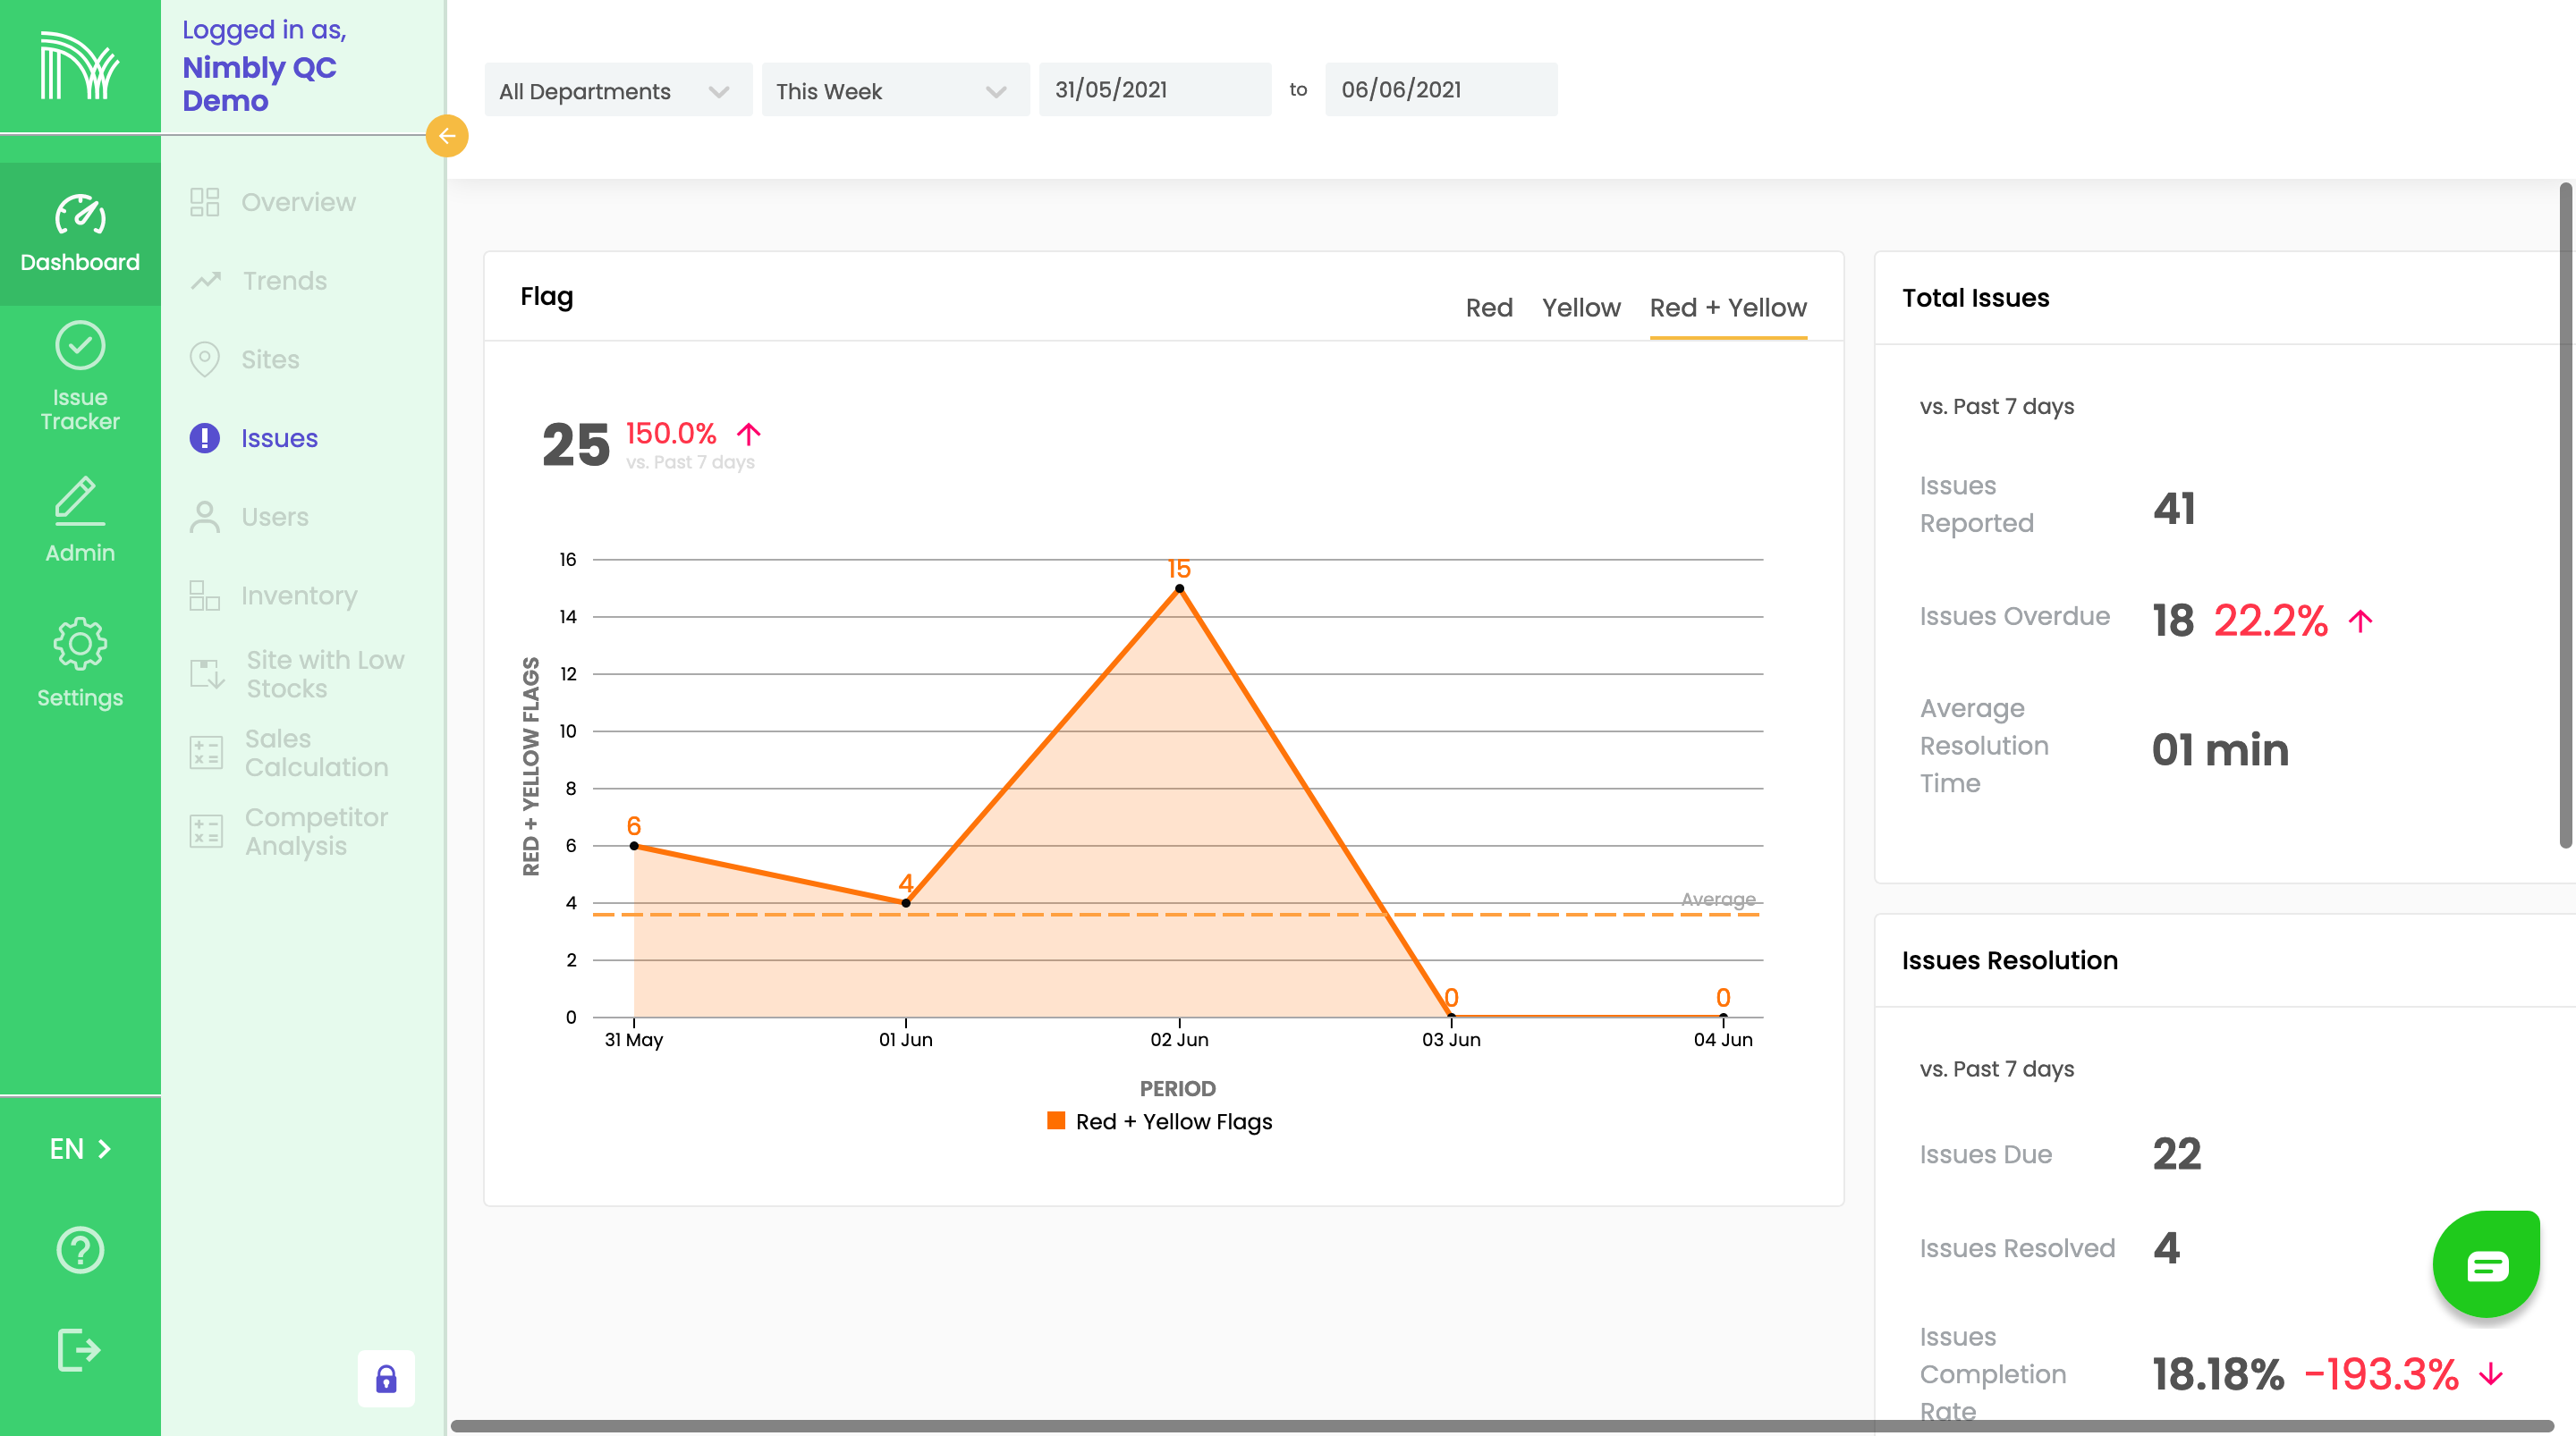 Logged in as,
Nimbly QC
Demo
Dashboard
Issue
Tracker
Admin
Settings
EN
Overview
Trends
Sites
Issues
Users
Inventory
Site with Low
Stocks
Sales
Calculation
Competitor
Analysis
All Departments
This Week
31/05/2021
to
06/06/2021
Flag
Red
Yellow
Red + Yellow
25
150.0%
vs. Past 7 days
RED + YELLOW FLAGS
16
14
12
10
8
6
4
2
0
6
4
15
0
0
Average
31 May
01 Jun
02 Jun
03 Jun
04 Jun
PERIOD
Red + Yellow Flags
Total Issues
vs. Past 7 days
Issues
Reported
41
Issues Overdue
18 22.2%
Average
Resolution
Time
01 min
Issues Resolution
vs. Past 7 days
Issues Due
22
Issues Resolved
4
Issues
Completion
Rate
18.18% -193.3%